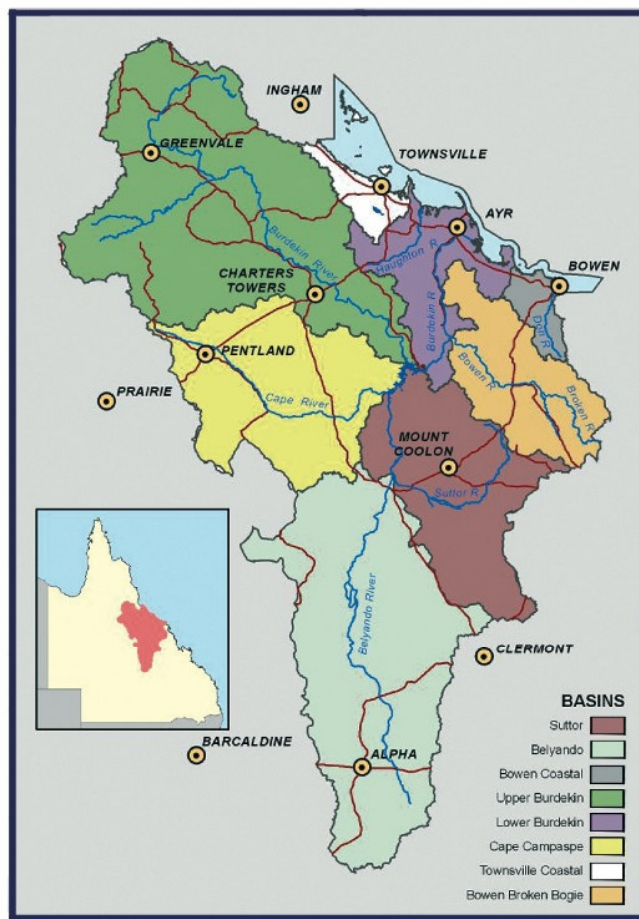 INGHAM
GREENVALE
TOWNSVILLE
AYR
Burdekin River
Haughton R
BOWEN
CHARTERS
TOWERS
Burdekin R
Don R
PENTLAND
Bowen R
PRAIRIE
Cape River
Broken R
MOUNT
COOLON
Suttor R
Belyando River
CLERMONT
BARCALDINE
ALPHA
BASINS
Suttor
Belyando
Bowen Coastal
Upper Burdekin
Lower Burdekin
Cape Campaspe
Townsville Coastal
Bowen Broken Bogie